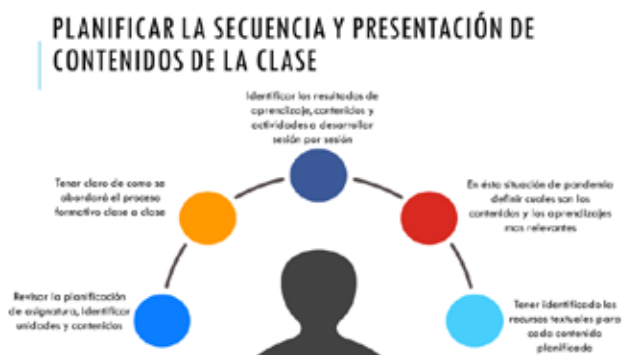 PLANIFICAR LA SECUENCIA Y PRESENTACIÓN DE
CONTENIDOS DE LA CLASE
Identificar los resultados de
aprendizaje, contenidos y
actividades a desarrollar
sesión por sesión
Tener claro de como se
abordará el proceso
formativo clase a clase
En ésta situación de pandemia
definir cuales son los
contenidos y los aprendizajes
mas relevantes
Revisar la planificación
de asignatura, identificar
unidades y contenidos
Tener identificado los
recursos textuales para
cada contenido
planificado